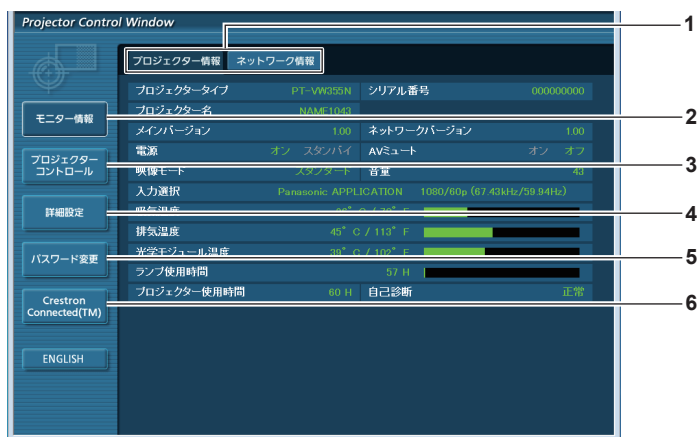 Projector Control Window
プロジェクター情報 ネットワーク情報
プロジェクタータイプ PT-VW355N シリアル番号 000000000
プロジェクター名 NAME1043
メインバージョン 1.00 ネットワークバージョン 1.00
電源 オン スタンバイ AVミュート オン オフ
映像モード スタンダード 音量 43
入力選択 Panasonic APPLICATION 1080/60p (67.43kHz/59.94Hz)
吸気温度
排気温度 45° C / 113° F
光学モジュール温度 39° C / 102° F
ランプ使用時間 57 H
プロジェクター使用時間 60 H 自己診断 正常
モニター情報
プロジェクター
コントロール
詳細設定
パスワード変更
Crestron
Connected(TM)
ENGLISH
1
2
3
4
5
6